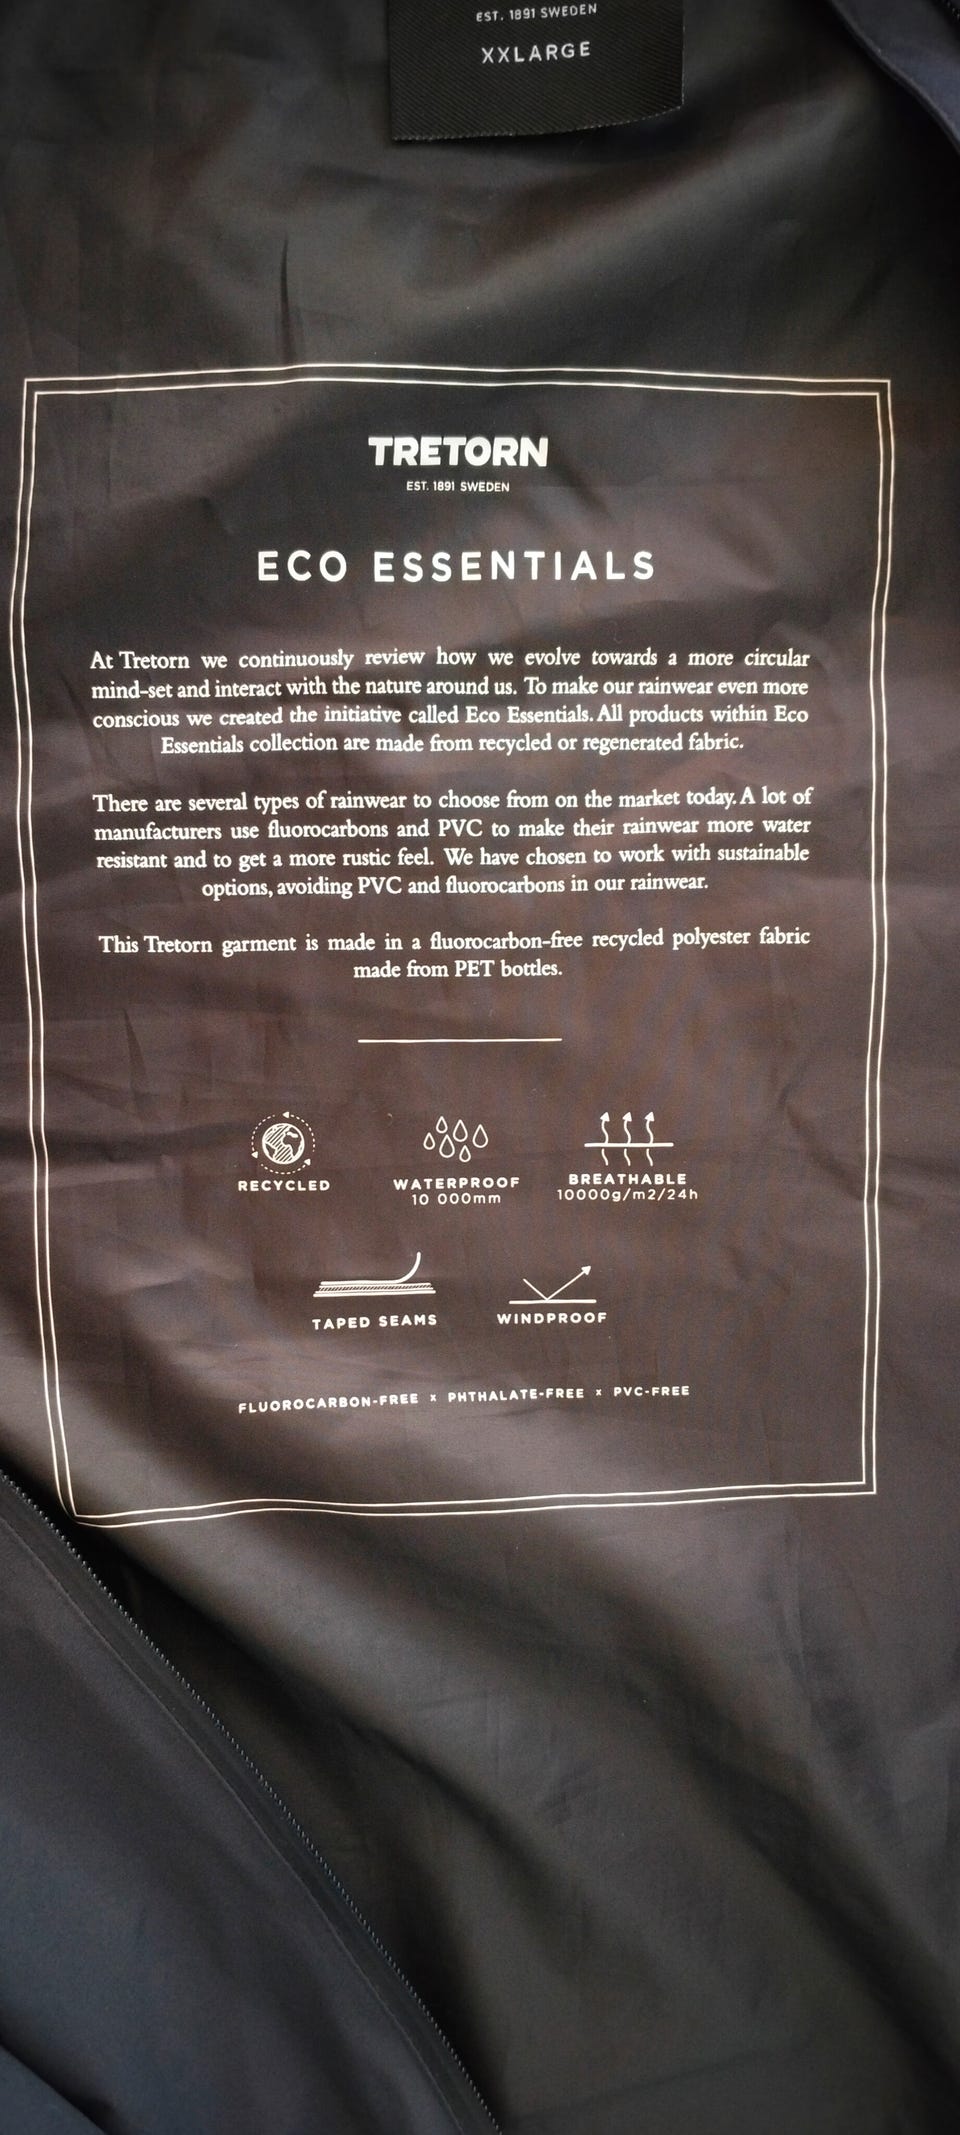 EST. 1891 SWEDEN
XXLARGE
TRETORN
EST. 1891 SWEDEN
ECO ESSENTIALS
At Tretorn we continuously review how we evolve towards a more circular
mind-set and interact with the nature around us. To make our rainwear even more
conscious we created the initiative called Eco Essentials. All products within Eco
Essentials collection are made from recycled or regenerated fabric.
There are several types of rainwear to choose from on the market today. A lot of
manufacturers use fluorocarbons and PVC to make their rainwear more water
resistant and to get a more rustic feel. We have chosen to work with sustainable
options, avoiding PVC and fluorocarbons in our rainwear.
This Tretorn garment is made in a fluorocarbon-free recycled polyester fabric
made from PET bottles.
RECYCLED
WATERPROOF
10 000mm
BREATHABLE
10000g/m2/24h
TAPED SEAMS
WINDPROOF
FLUOROCARBON-FREE x PHTHALATE-FREE x PVC-FREE